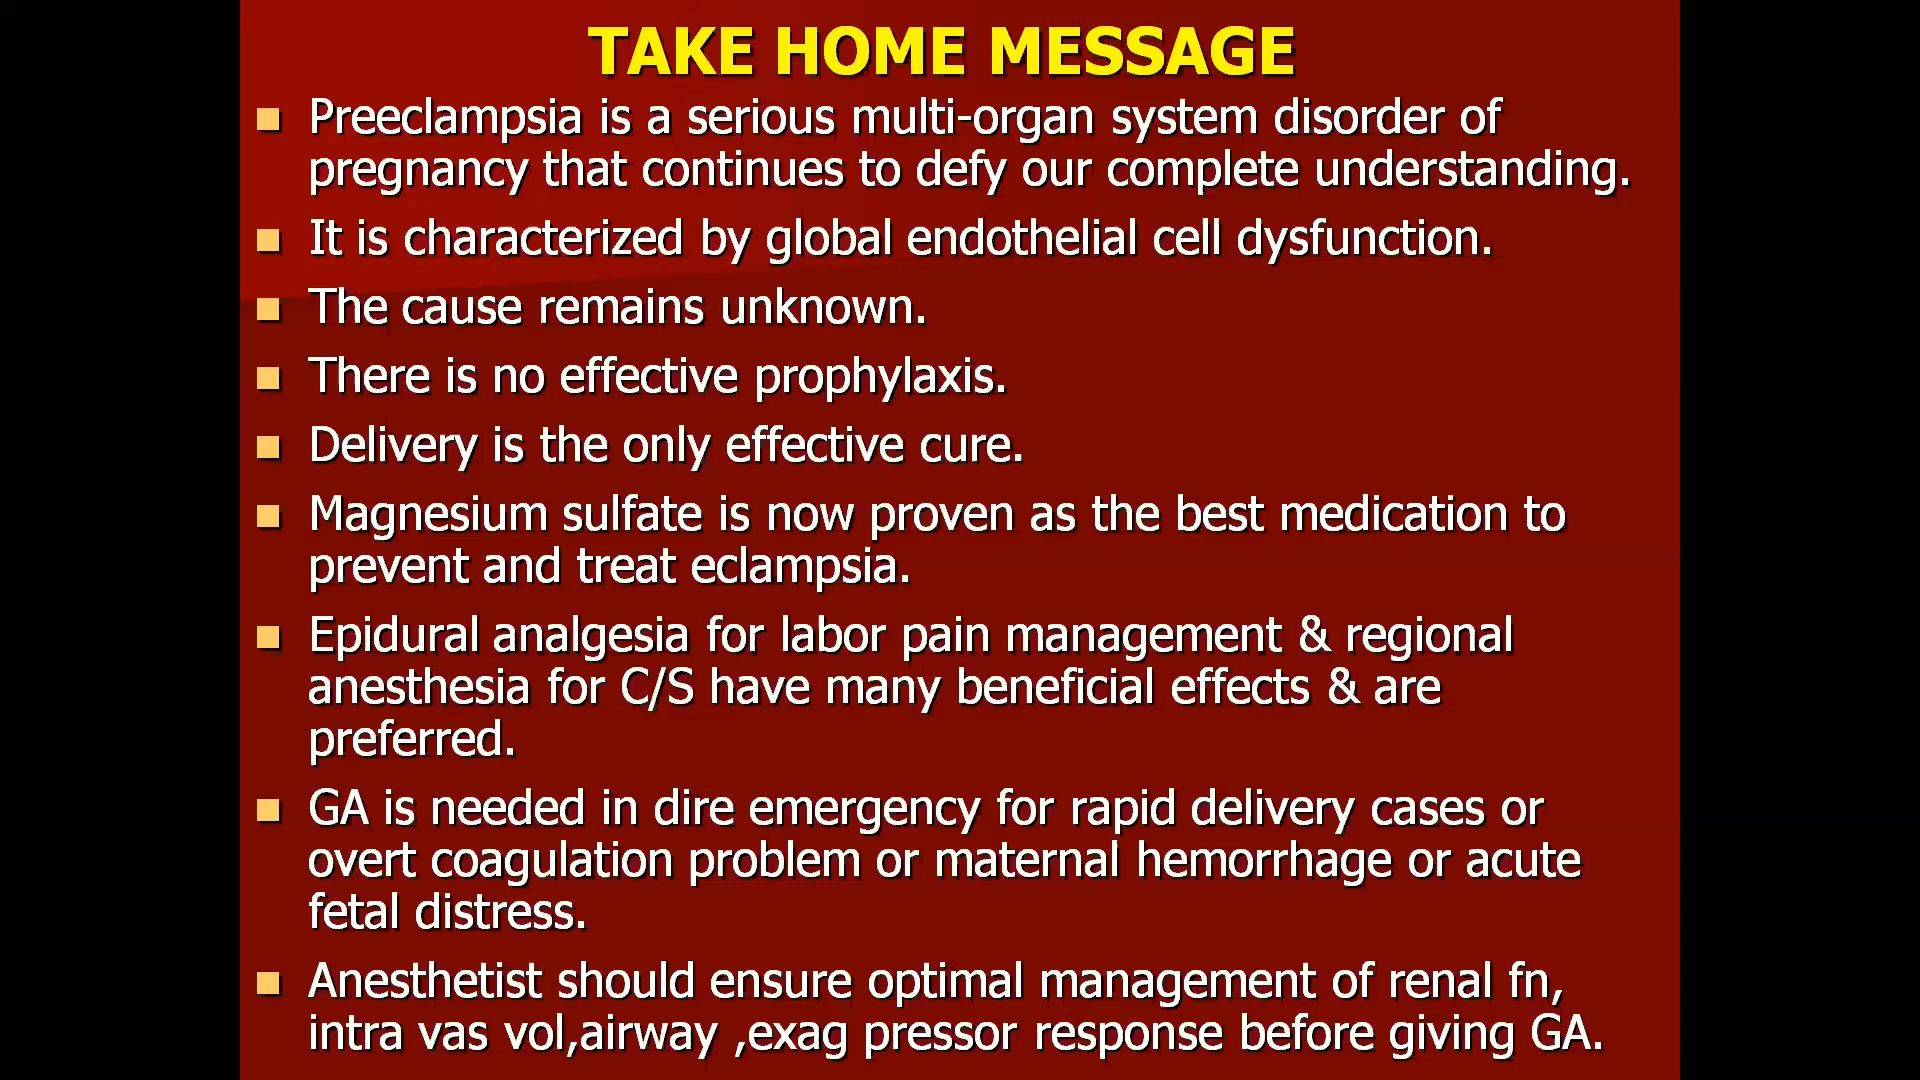 TAKE HOME MESSAGE
Preeclampsia is a serious multi-organ system disorder of
pregnancy that continues to defy our complete understanding.
It is characterized by global endothelial cell dysfunction.
The cause remains unknown.
There is no effective prophylaxis.
Delivery is the only effective cure.
Magnesium sulfate is now proven as the best medication to
prevent and treat eclampsia.
Epidural analgesia for labor pain management & regional
anesthesia for C/S have many beneficial effects & are
preferred.
GA is needed in dire emergency for rapid delivery cases or
overt coagulation problem or maternal hemorrhage or acute
fetal distress.
Anesthetist should ensure optimal management of renal fn,
intra vas vol,airway ,exag pressor response before giving GA.